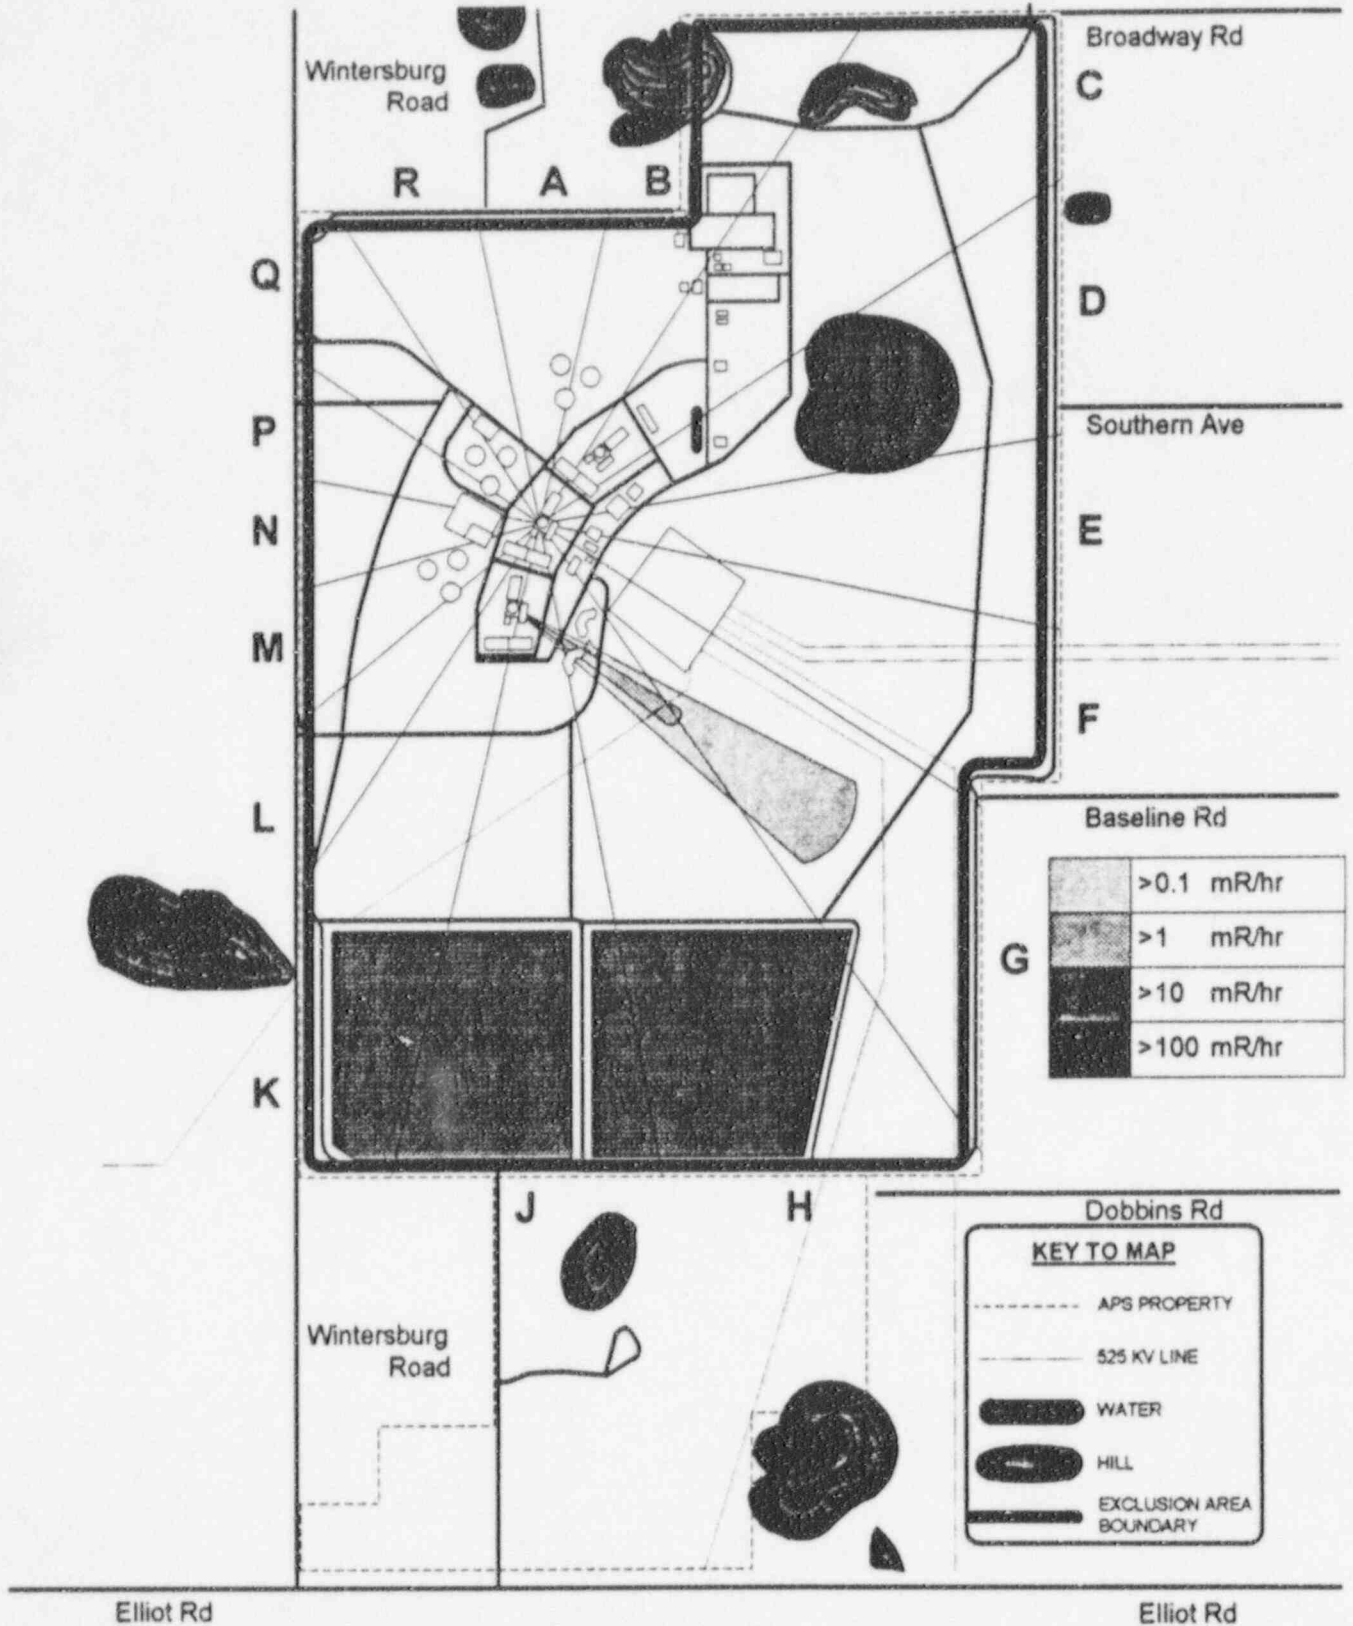 Broadway Rd
Wintersburg
Road
C
R
A
B
Q
D
P
Southern Ave
N
E
M
F
L
Baseline Rd
>0.1 mR/hr
>1 mR/hr
G
>10 mR/hr
>100 mR/hr
K
J
H
Dobbins Rd
KEY TO MAP
APS PROPERTY
Wintersburg
Road
525 KV LINE
WATER
HILL
EXCLUSION AREA
BOUNDARY
Elliot Rd
Elliot Rd